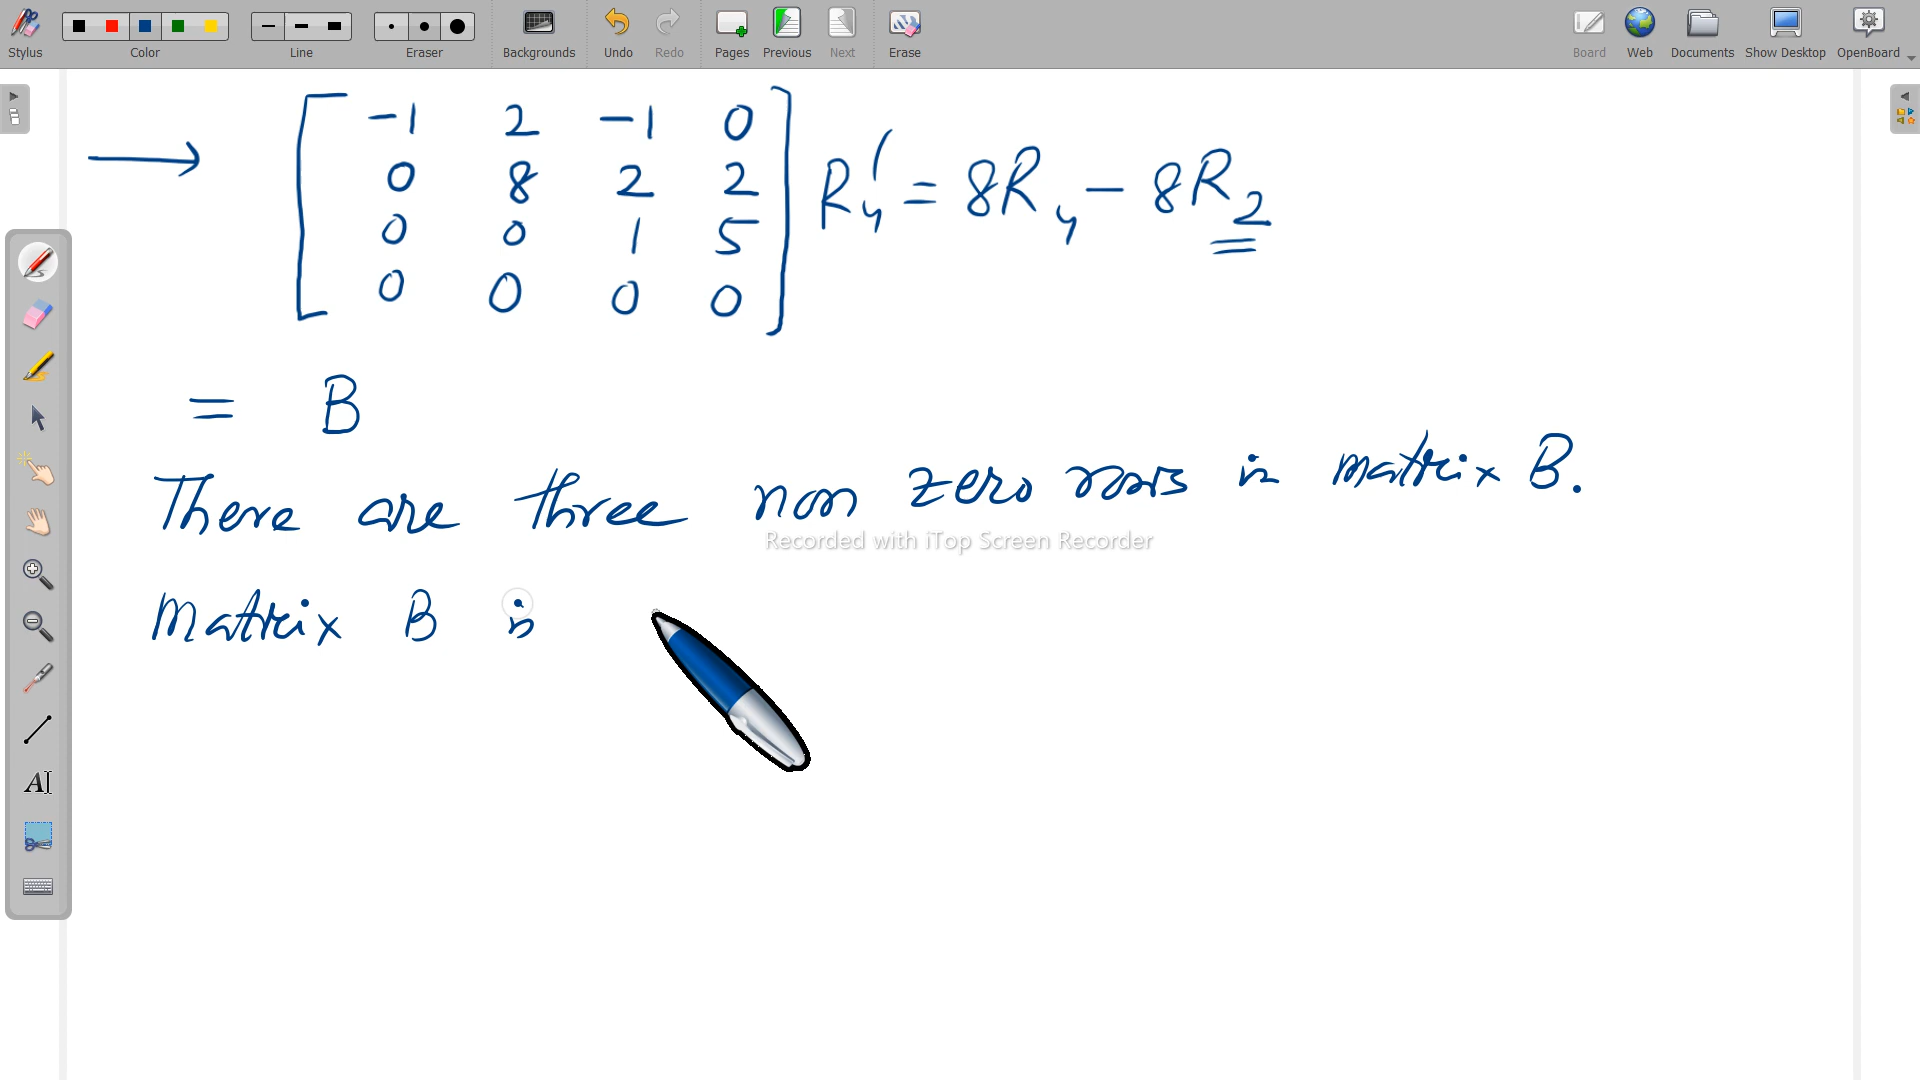 Stylus Color Line Eraser Backgrounds Undo Redo Pages Previous Next Erase Board Web Documents Show Desktop OpenBoard
-1 2 -1 0
0 8 2 2
0 0 1 5
0 0 0 0
R4' = 8R4 - 8R2
= B
There are three non zero rows in matrix B.
Recorded with iTop Screen Recorder
Matrix B is